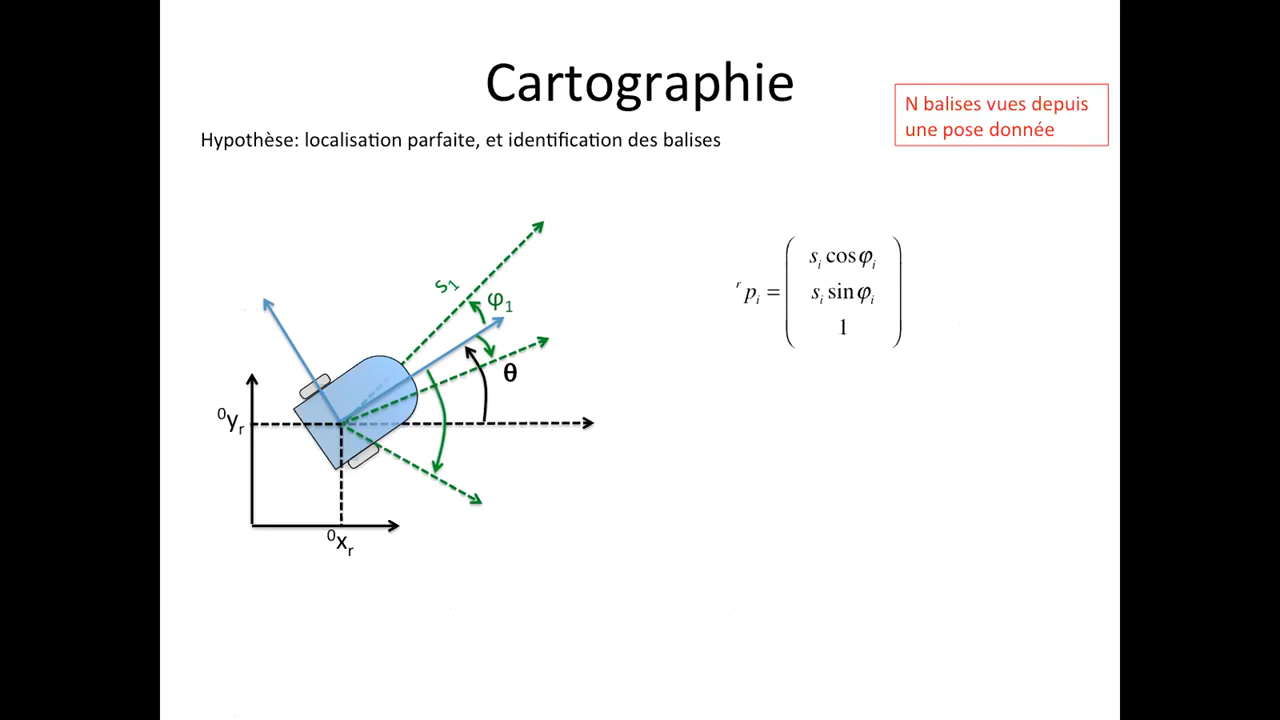 Cartographie
N balises vues depuis
une pose donnée
Hypothèse: localisation parfaite, et identification des balises
s₁
φ₁
θ
⁰yᵣ
⁰xᵣ
ʳpᵢ =
sᵢ cos φᵢ
sᵢ sin φᵢ
1